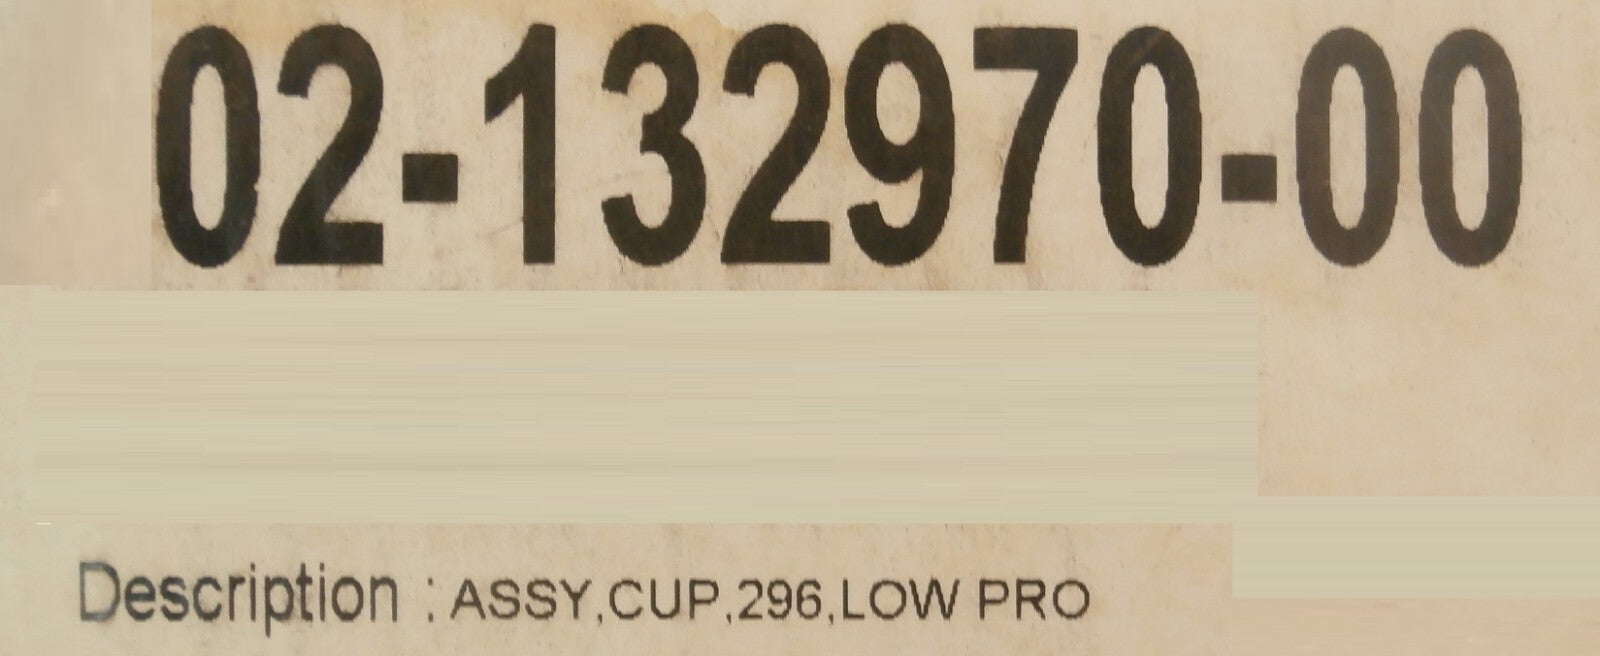 02-132970-00
Description : ASSY,CUP,296,LOW PRO